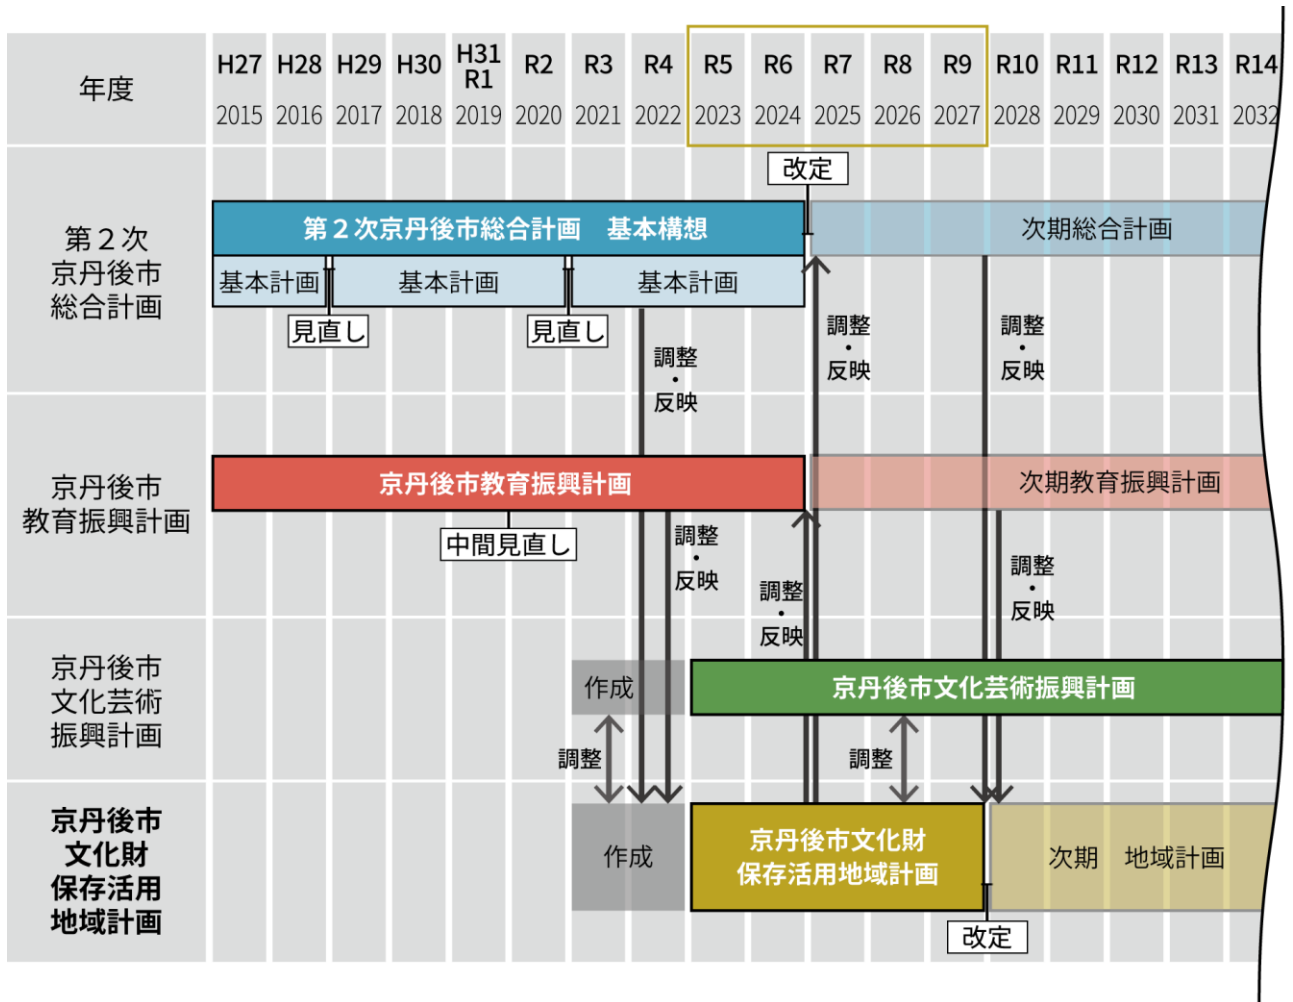 年度
H27 H28 H29 H30 H31 R1 R2 R3 R4 R5 R6 R7 R8 R9 R10 R11 R12 R13 R14
2015 2016 2017 2018 2019 2020 2021 2022 2023 2024 2025 2026 2027 2028 2029 2030 2031 2032
第２次
京丹後市
総合計画
改定
第２次京丹後市総合計画　基本構想
次期総合計画
基本計画
基本計画
基本計画
見直し
見直し
調整
・
反映
調整
・
反映
調整
・
反映
京丹後市
教育振興計画
京丹後市教育振興計画
次期教育振興計画
中間見直し
調整
・
反映
調整
・
反映
調整
・
反映
京丹後市
文化芸術
振興計画
作成
京丹後市文化芸術振興計画
調整
調整
京丹後市
文化財
保存活用
地域計画
作成
京丹後市文化財
保存活用地域計画
次期　地域計画
改定